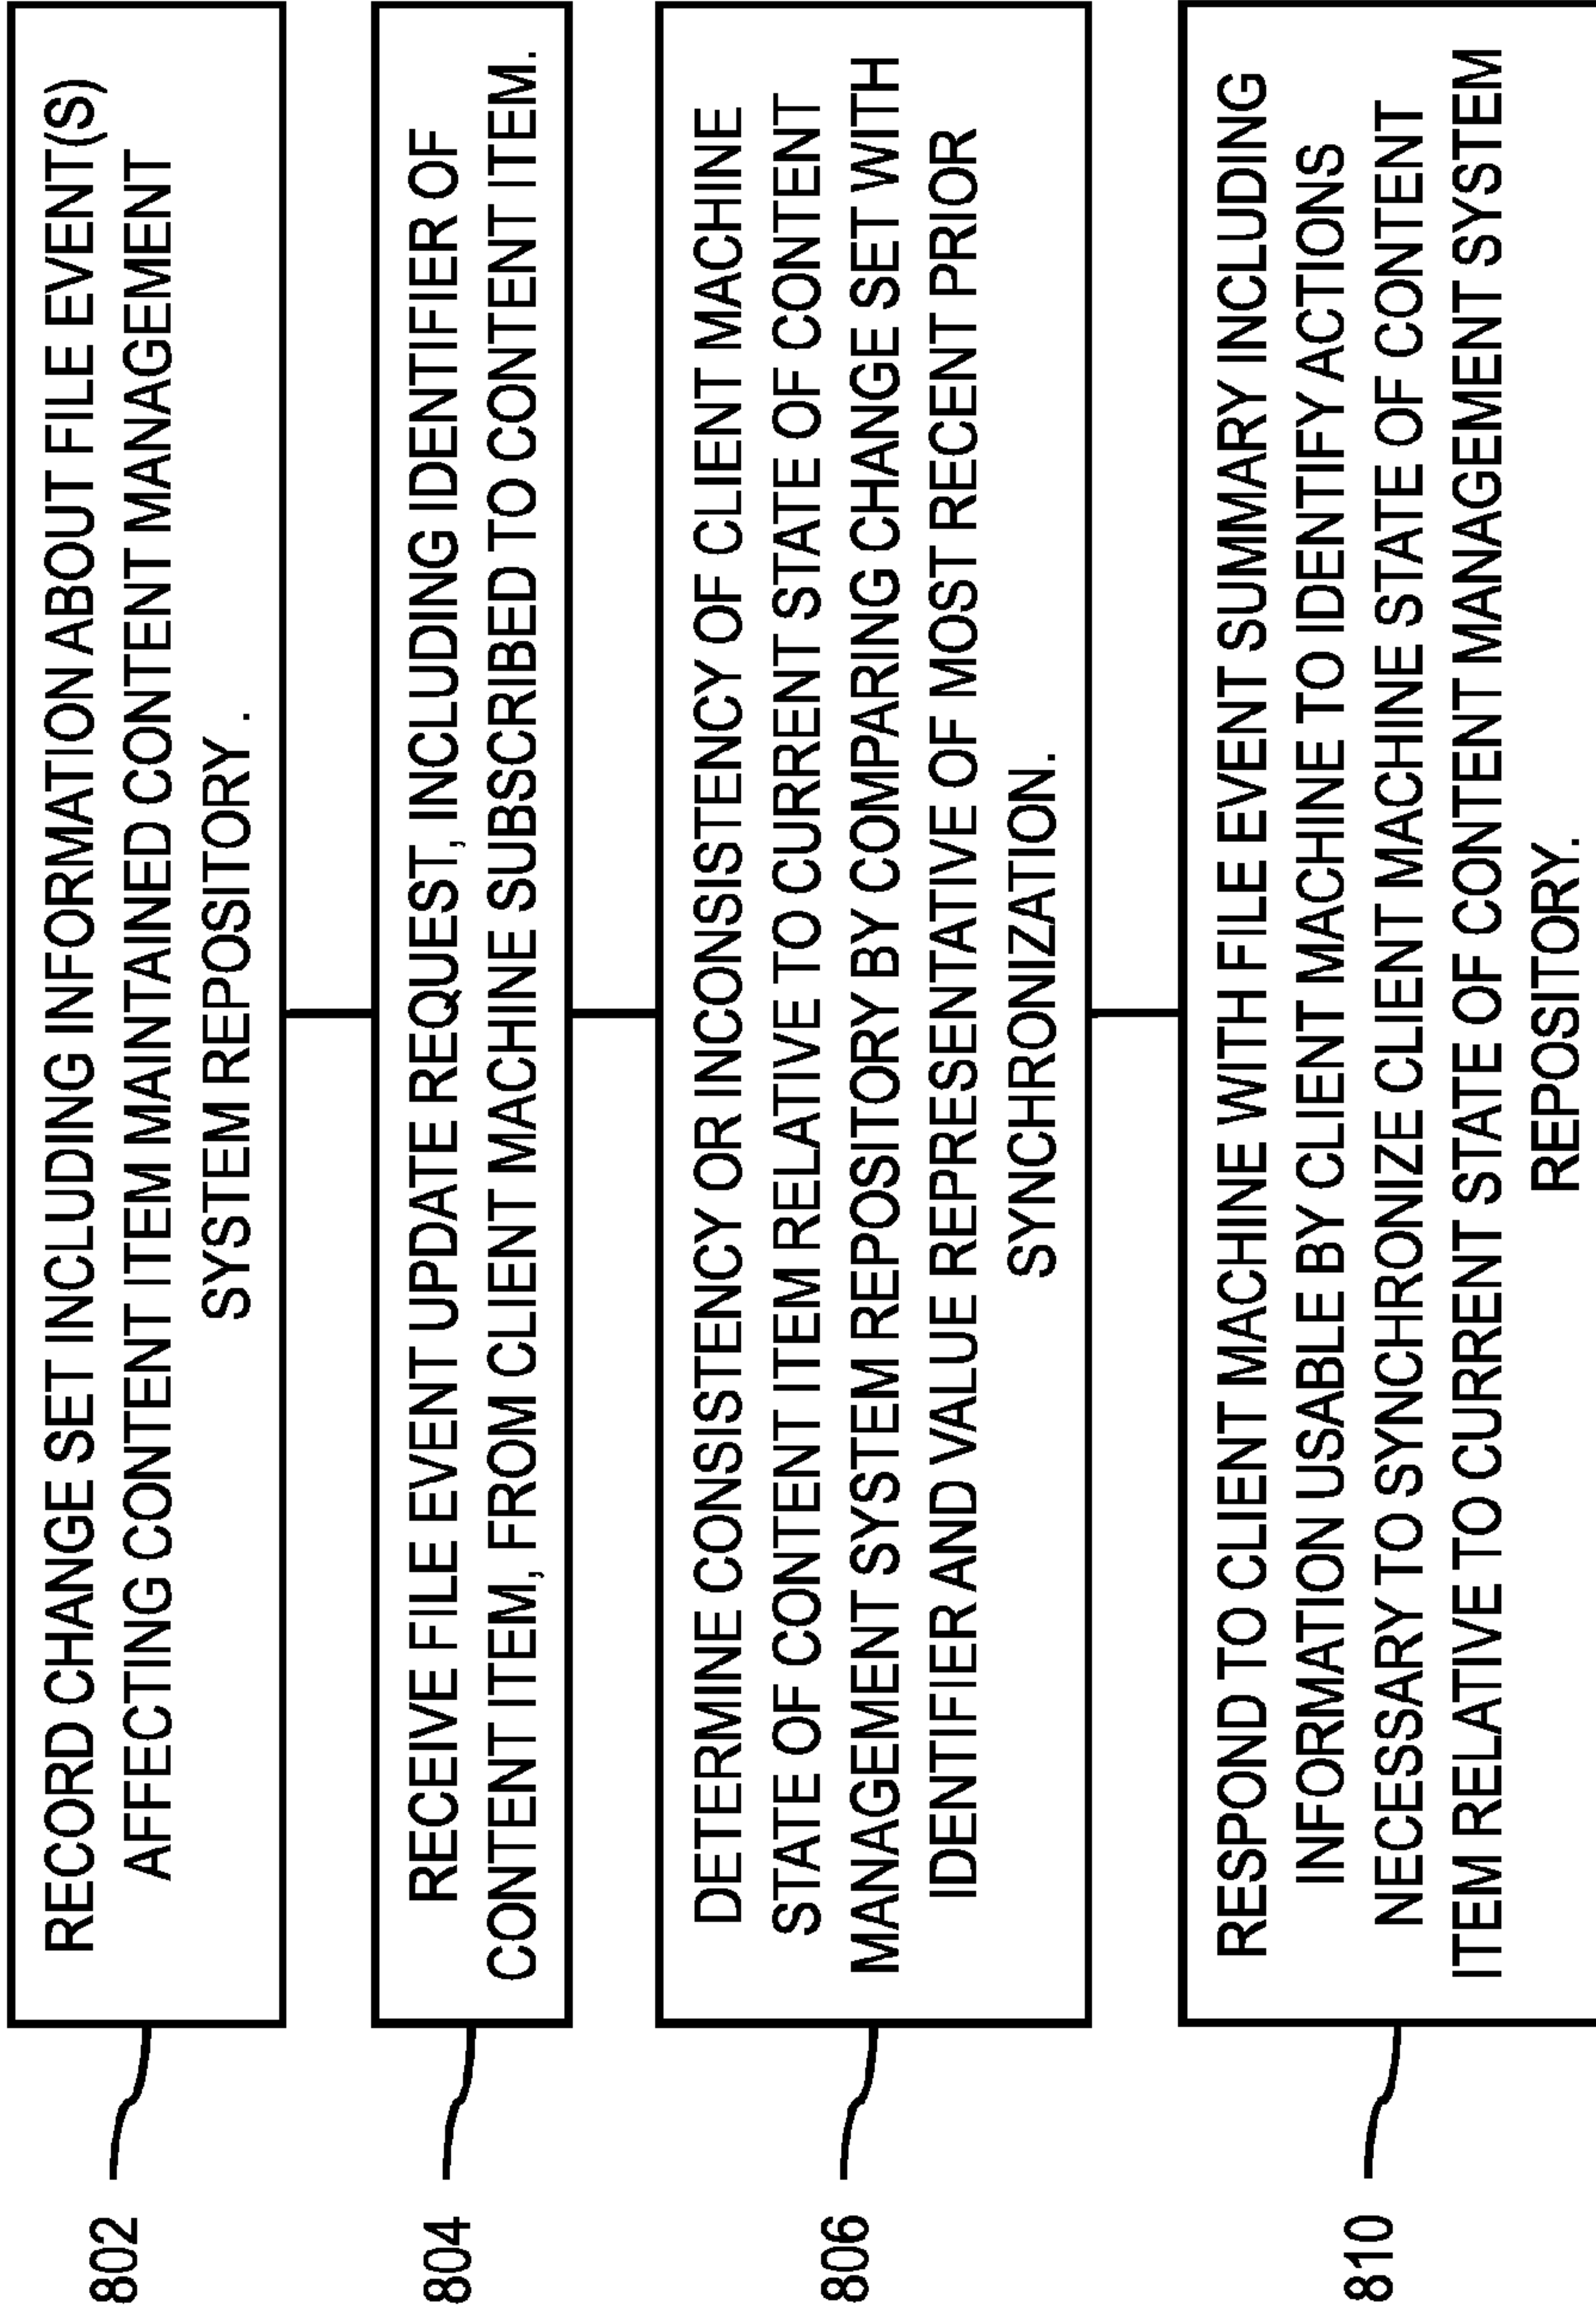 802
RECORD CHANGE SET INCLUDING INFORMATION ABOUT FILE EVENT(S)
AFFECTING CONTENT ITEM MAINTAINED CONTENT MANAGEMENT
SYSTEM REPOSITORY .
804
RECEIVE FILE EVENT UPDATE REQUEST, INCLUDING IDENTIFIER OF
CONTENT ITEM, FROM CLIENT MACHINE SUBSCRIBED TO CONTENT ITEM.
806
DETERMINE CONSISTENCY OR INCONSISTENCY OF CLIENT MACHINE
STATE OF CONTENT ITEM RELATIVE TO CURRENT STATE OF CONTENT
MANAGEMENT SYSTEM REPOSITORY BY COMPARING CHANGE SET WITH
IDENTIFIER AND VALUE REPRESENTATIVE OF MOST RECENT PRIOR
SYNCHRONIZATION.
810
RESPOND TO CLIENT MACHINE WITH FILE EVENT SUMMARY INCLUDING
INFORMATION USABLE BY CLIENT MACHINE TO IDENTIFY ACTIONS
NECESSARY TO SYNCHRONIZE CLIENT MACHINE STATE OF CONTENT
ITEM RELATIVE TO CURRENT STATE OF CONTENT MANAGEMENT SYSTEM
REPOSITORY.